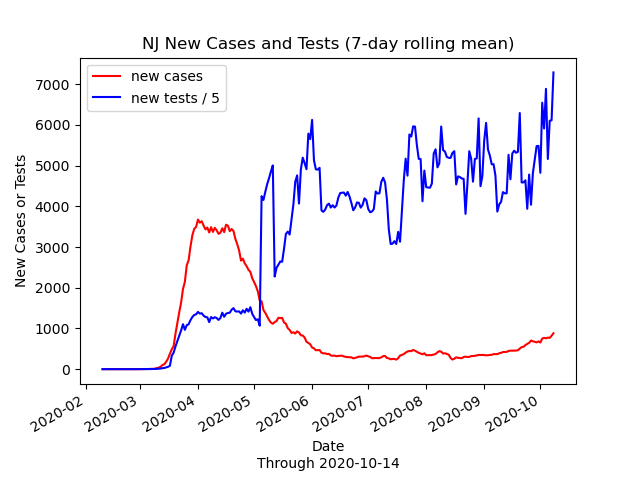 NJ New Cases and Tests (7-day rolling mean)
new cases
new tests / 5
7000
6000
5000
4000
3000
2000
1000
0
New Cases or Tests
2020-02
2020-03
2020-04
2020-05
2020-06
2020-07
2020-08
2020-09
2020-10
Date
Through 2020-10-14